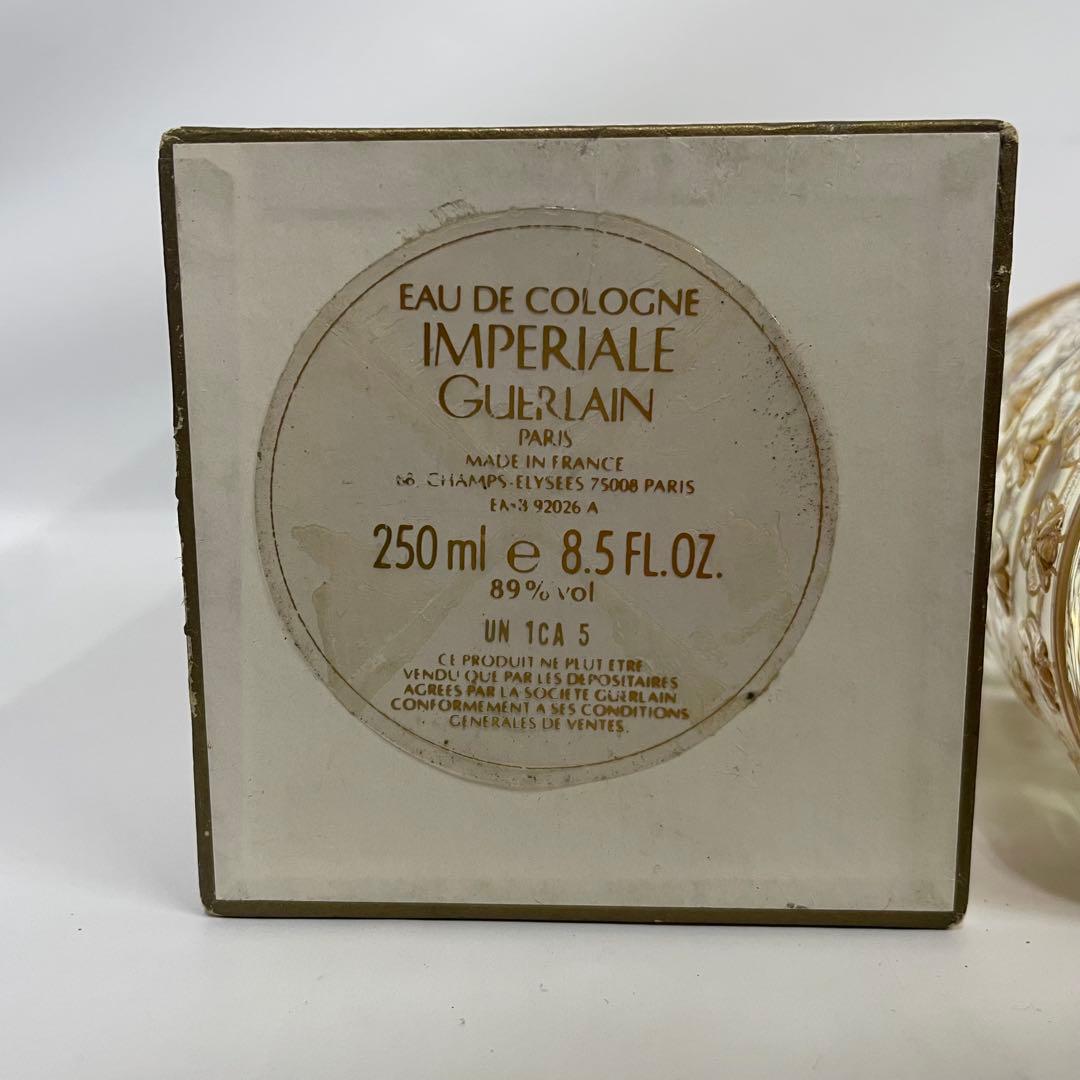 EAU DE COLOGNE
IMPERIALE
GUERLAIN
PARIS
MADE IN FRANCE
68, CHAMPS-ELYSEES 75008 PARIS
92026 A
250 ml e 8.5 FL.OZ.
89% vol
UN 1CA 5
CE PRODUIT NE PEUT ETRE
VENDU QUE PAR LES DEPOSITAIRES
AGREES PAR LA SOCIETE GUERLAIN
CONFORMEMENT A SES CONDITIONS
GENERALES DE VENTES.